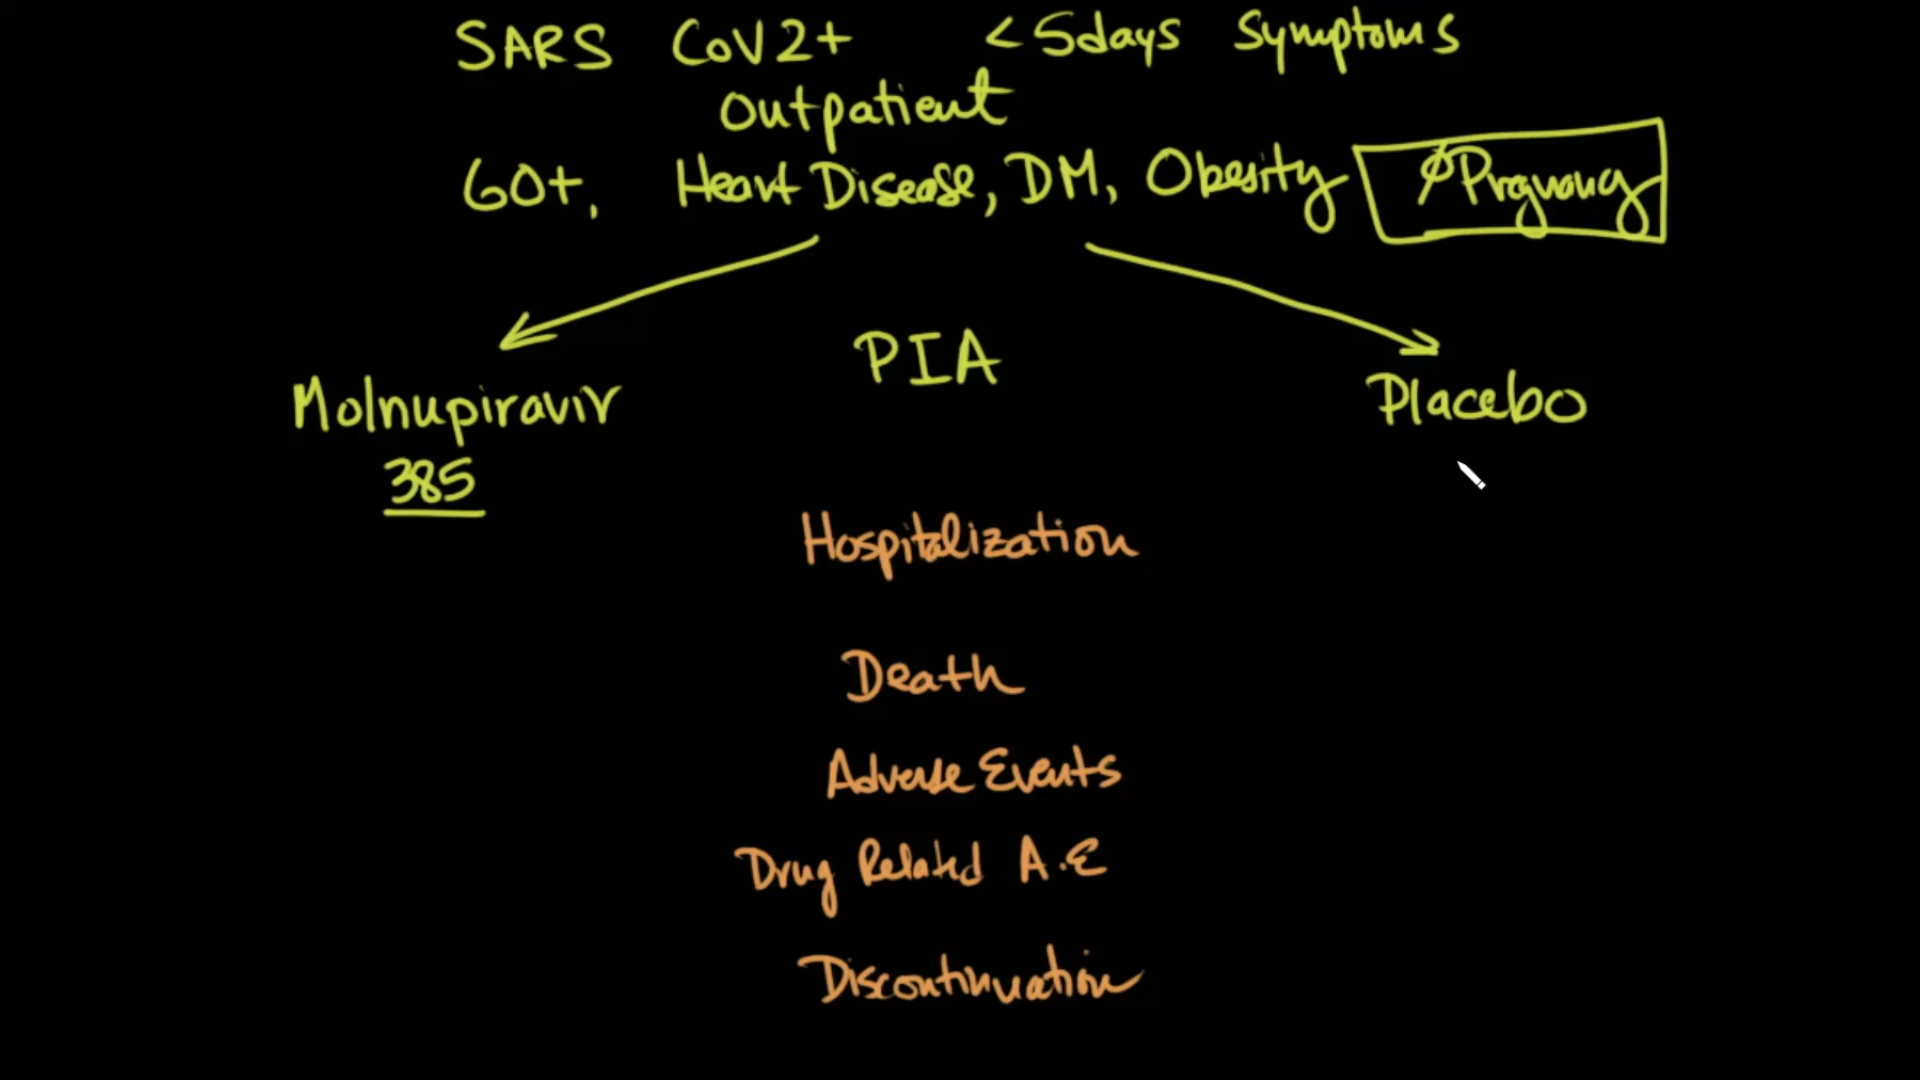 SARS CoV2+ <5days Symptoms
Outpatient
60+, Heart Disease, DM, Obesity ØPregnancy
PIA
Molnupiravir Placebo
385
Hospitalization
Death
Adverse Events
Drug Related A.E
Discontinuation